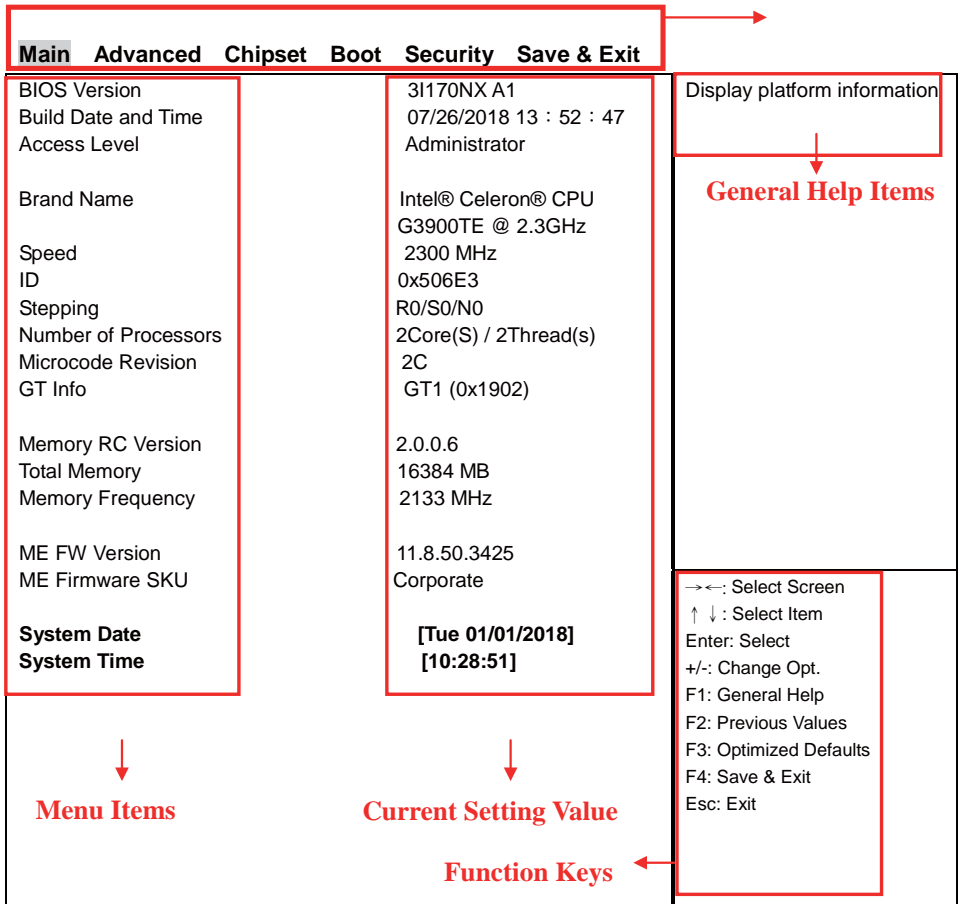 Main Advanced Chipset Boot Security Save & Exit
BIOS Version 3I170NX A1
Build Date and Time 07/26/2018 13：52：47
Access Level Administrator
Brand Name Intel® Celeron® CPU
G3900TE @ 2.3GHz
Speed 2300 MHz
ID 0x506E3
Stepping R0/S0/N0
Number of Processors 2Core(S) / 2Thread(s)
Microcode Revision 2C
GT Info GT1 (0x1902)
Memory RC Version 2.0.0.6
Total Memory 16384 MB
Memory Frequency 2133 MHz
ME FW Version 11.8.50.3425
ME Firmware SKU Corporate
System Date [Tue 01/01/2018]
System Time [10:28:51]
Menu Items
Current Setting Value
Display platform information
General Help Items
→←: Select Screen
↑↓: Select Item
Enter: Select
+/-: Change Opt.
F1: General Help
F2: Previous Values
F3: Optimized Defaults
F4: Save & Exit
Esc: Exit
Function Keys